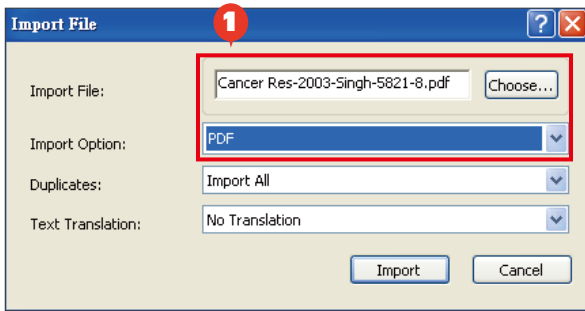 Import File
1
Import File:
Cancer Res-2003-Singh-5821-8.pdf
Choose...
Import Option:
PDF
Duplicates:
Import All
Text Translation:
No Translation
Import
Cancel